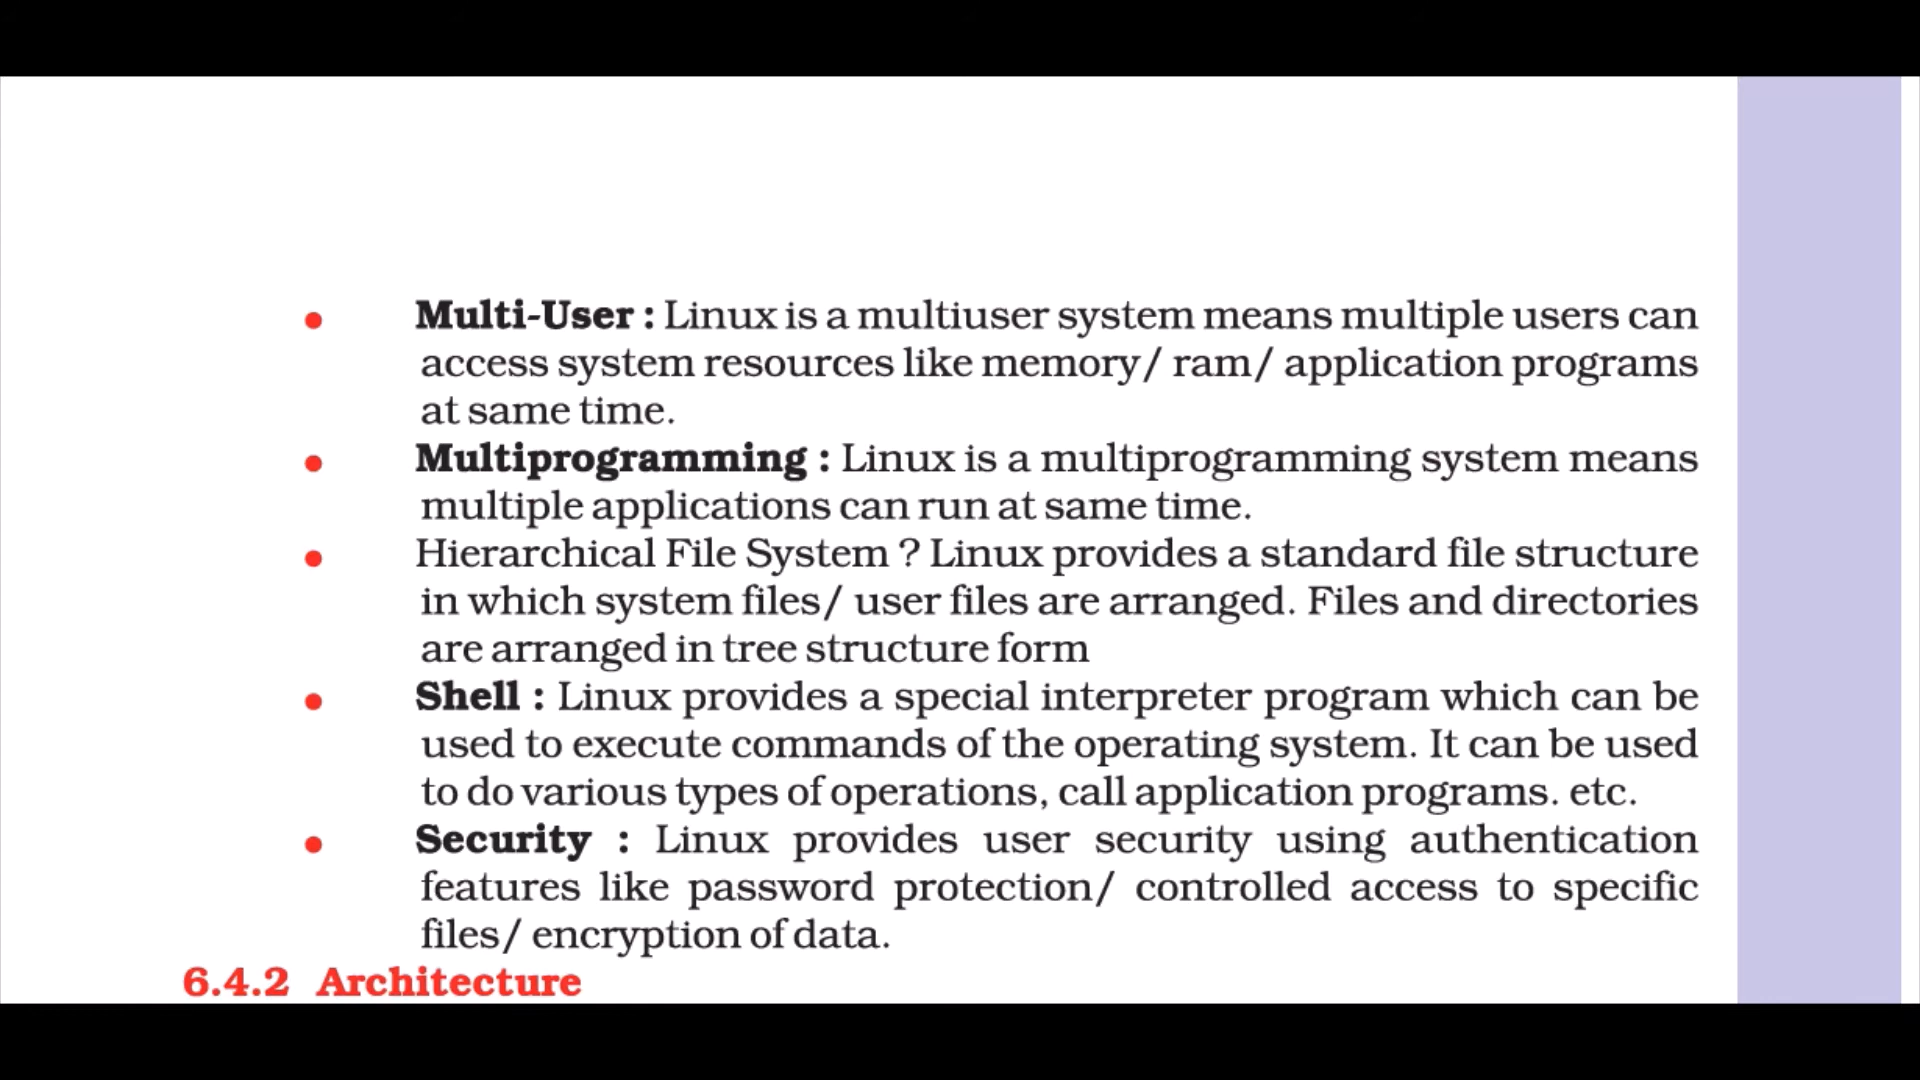 Multi-User : Linux is a multiuser system means multiple users can
access system resources like memory/ ram/ application programs
at same time.
Multiprogramming : Linux is a multiprogramming system means
multiple applications can run at same time.
Hierarchical File System ? Linux provides a standard file structure
in which system files/ user files are arranged. Files and directories
are arranged in tree structure form
Shell : Linux provides a special interpreter program which can be
used to execute commands of the operating system. It can be used
to do various types of operations, call application programs. etc.
Security : Linux provides user security using authentication
features like password protection/ controlled access to specific
files/ encryption of data.
6.4.2 Architecture